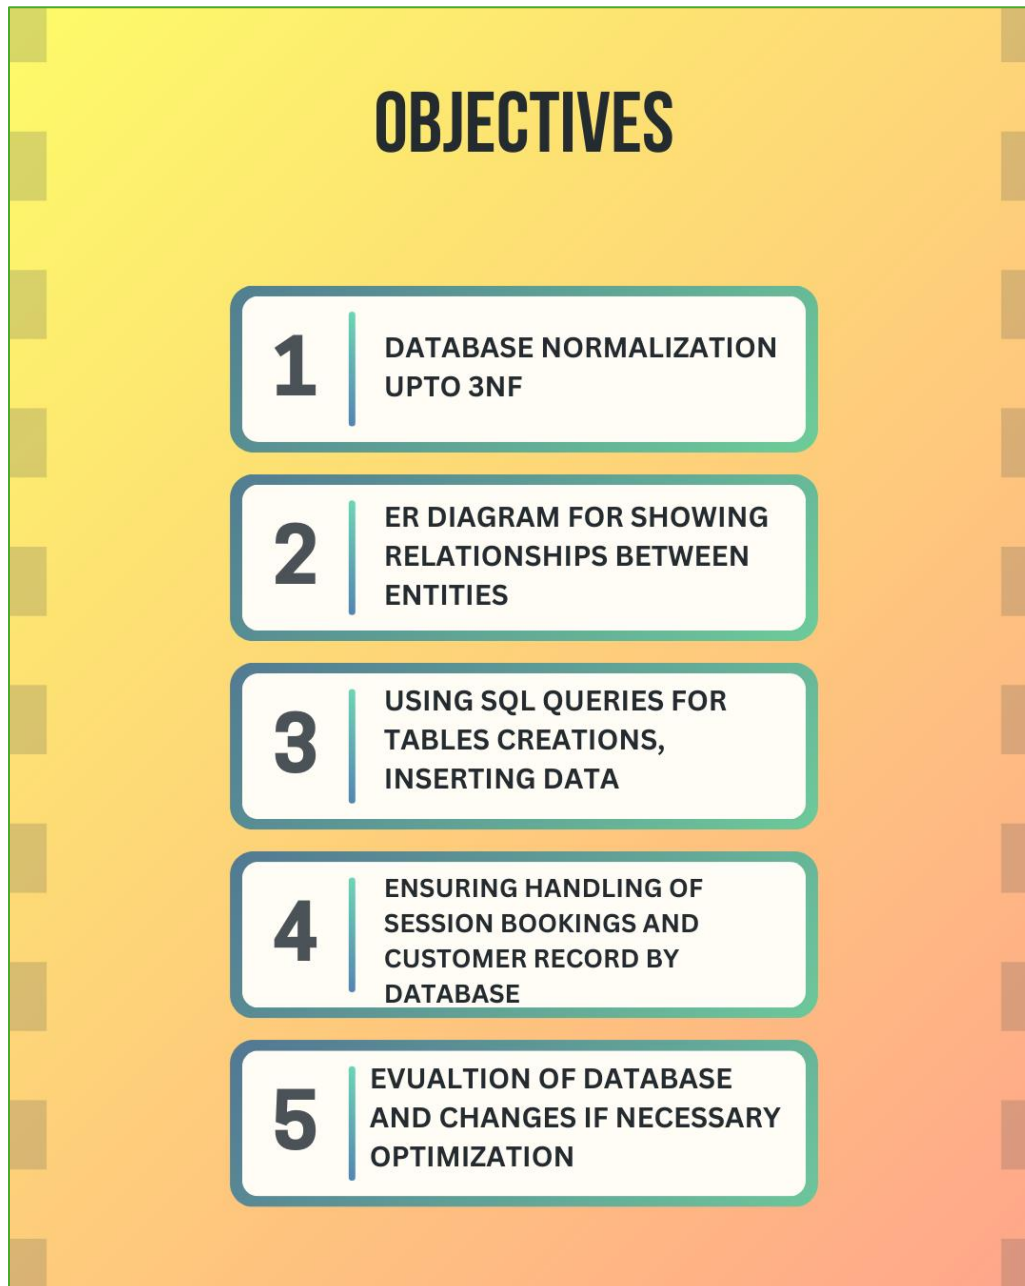 OBJECTIVES
1
DATABASE NORMALIZATION
UPTO 3NF
2
ER DIAGRAM FOR SHOWING
RELATIONSHIPS BETWEEN
ENTITIES
3
USING SQL QUERIES FOR
TABLES CREATIONS,
INSERTING DATA
4
ENSURING HANDLING OF
SESSION BOOKINGS AND
CUSTOMER RECORD BY
DATABASE
5
EVUALTION OF DATABASE
AND CHANGES IF NECESSARY
OPTIMIZATION